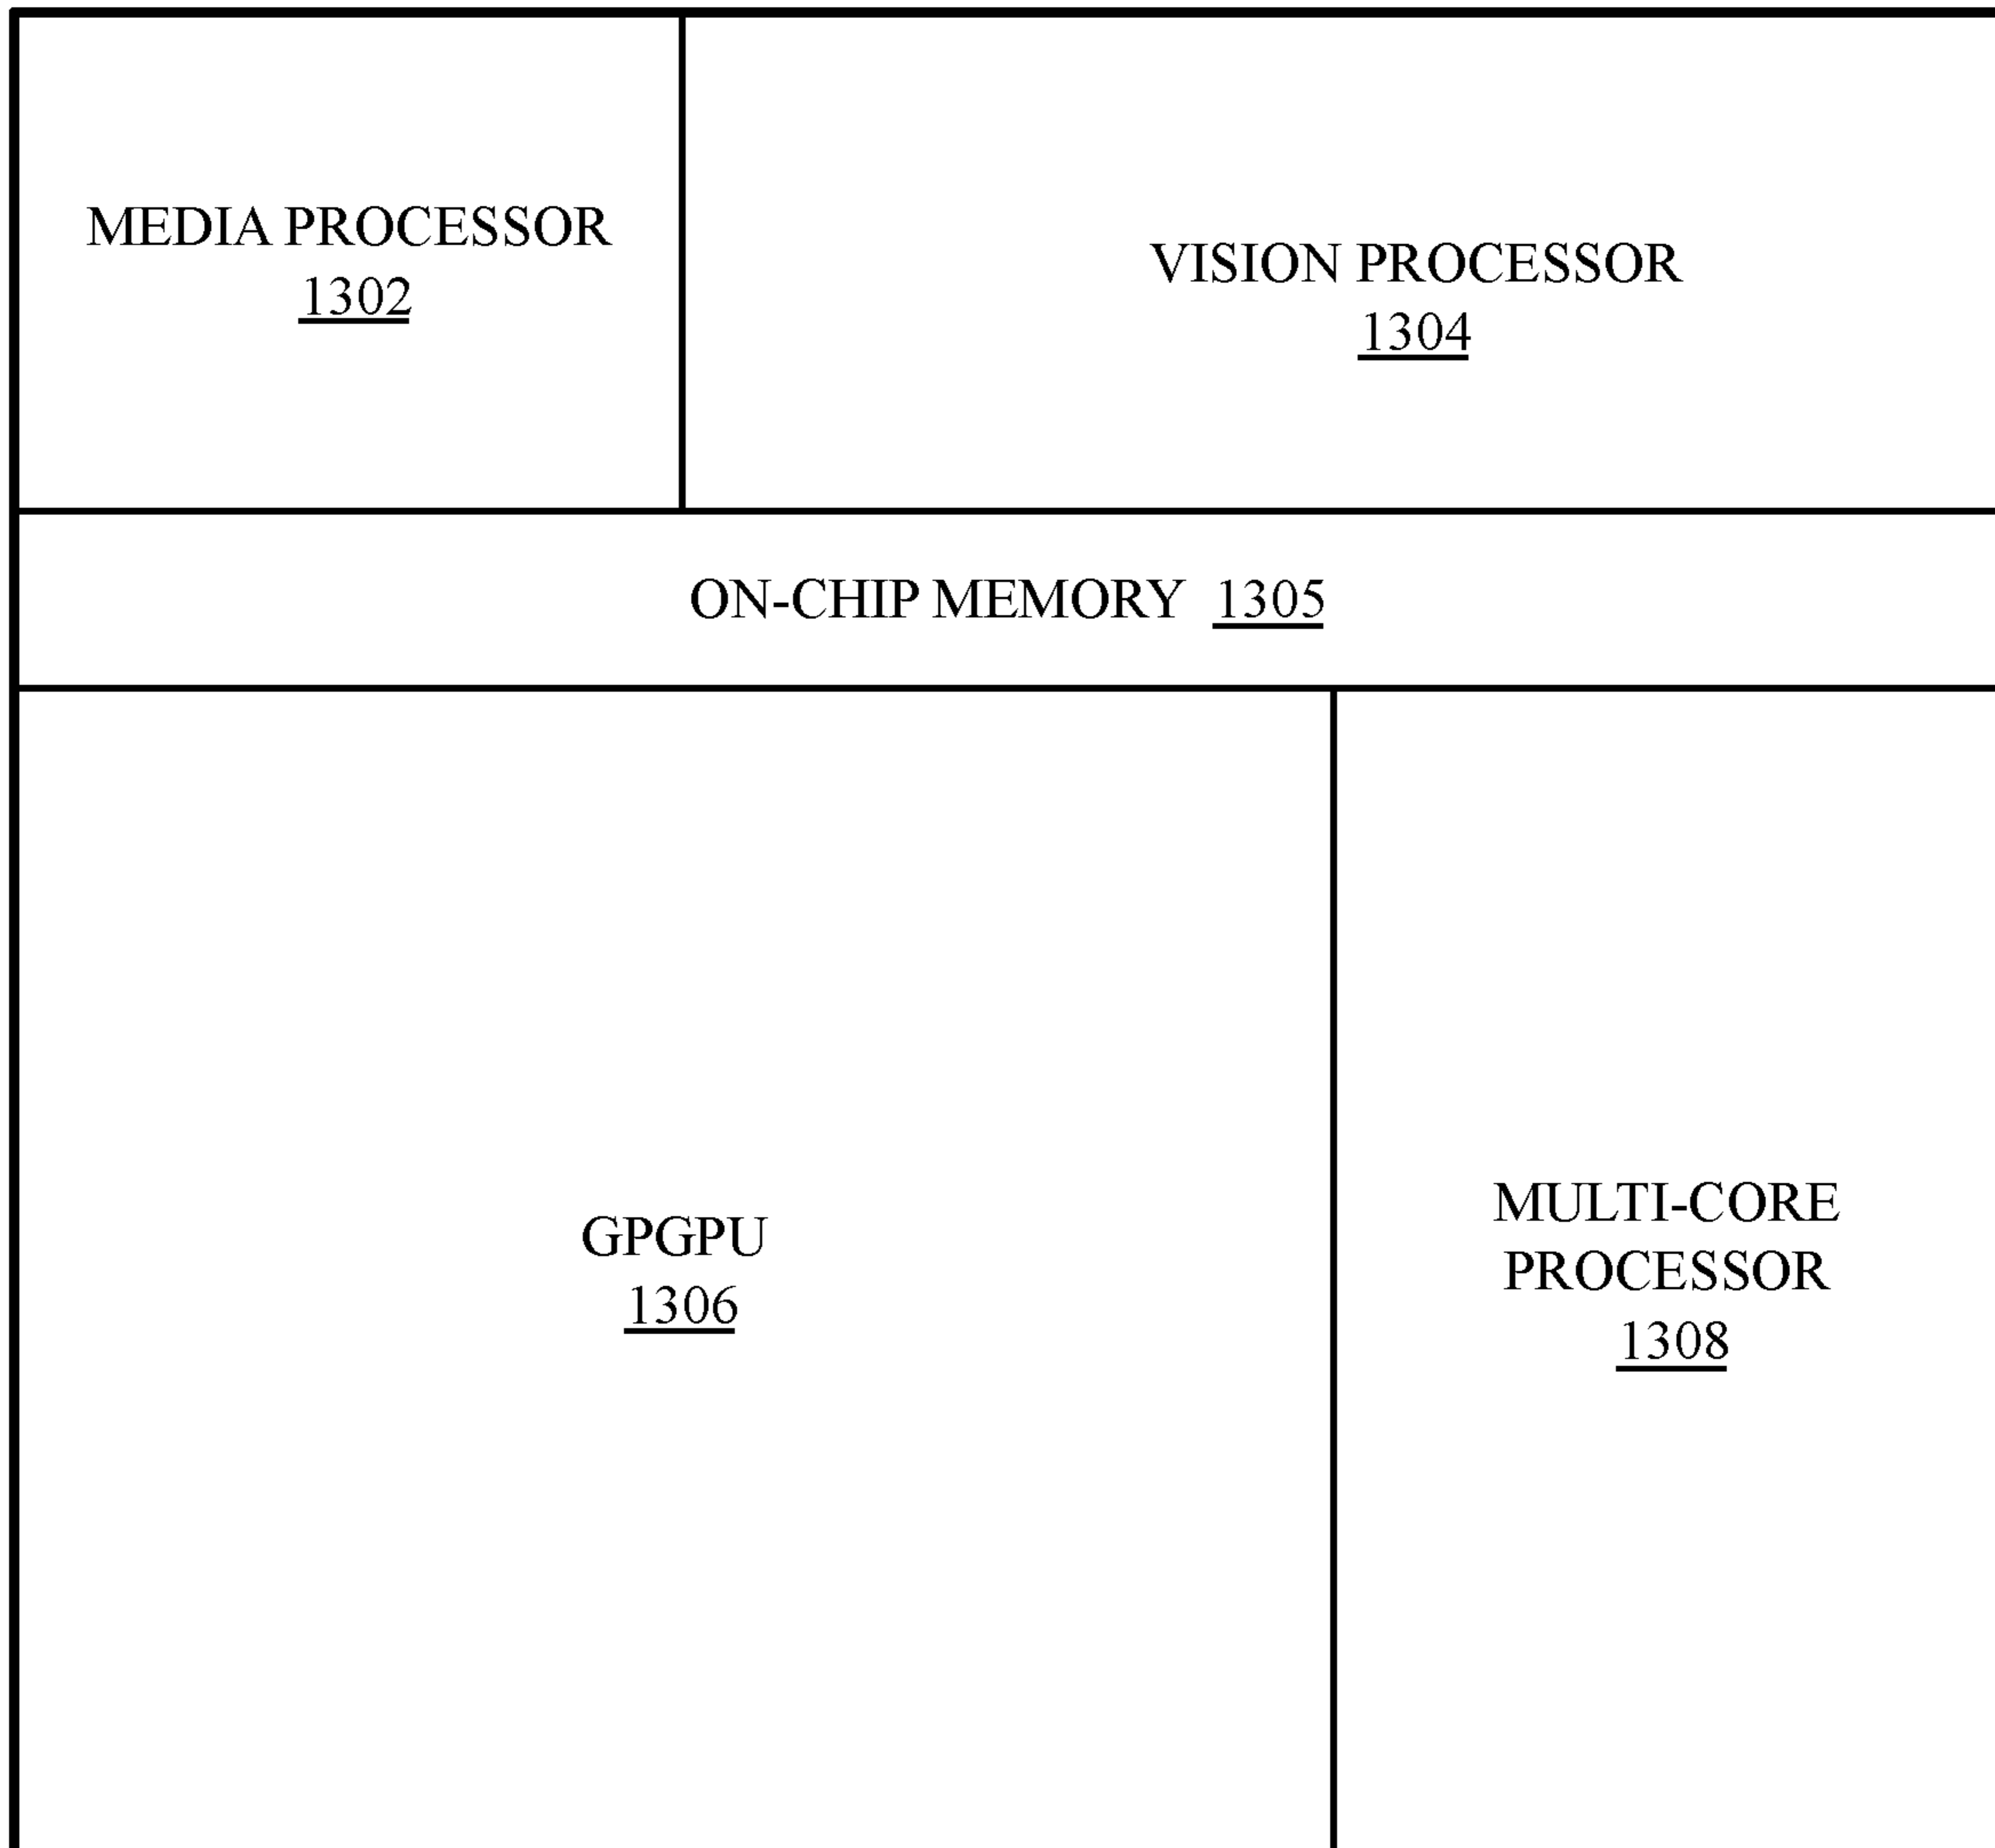 MEDIA PROCESSOR
1302
VISION PROCESSOR
1304
ON-CHIP MEMORY 1305
GPGPU
1306
MULTI-CORE
PROCESSOR
1308